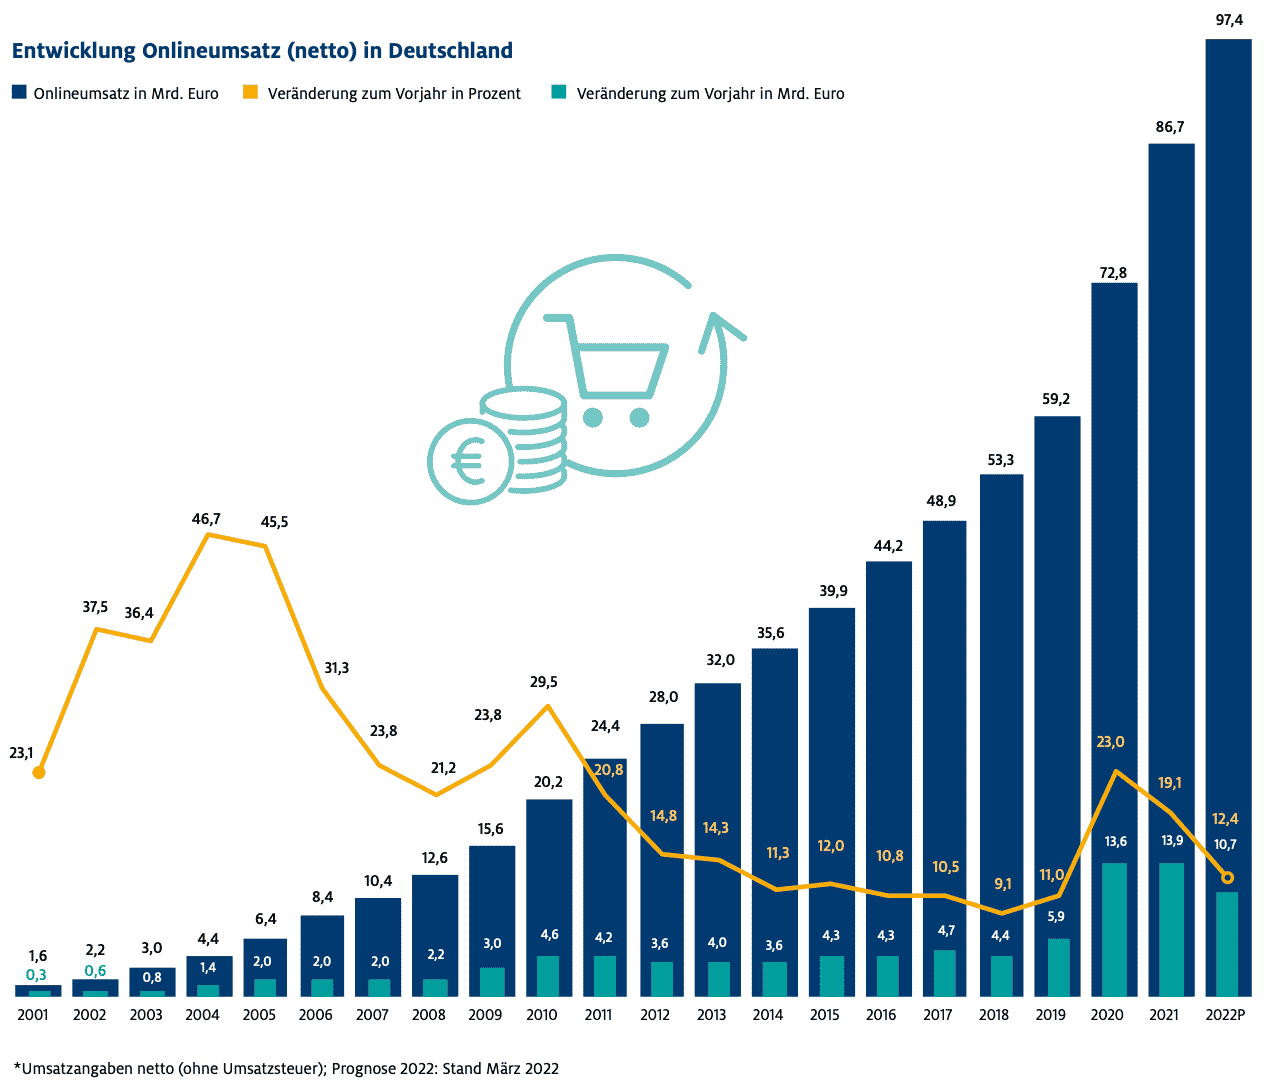 97,4
Entwicklung Onlineumsatz (netto) in Deutschland
Onlineumsatz in Mrd. Euro Veränderung zum Vorjahr in Prozent Veränderung zum Vorjahr in Mrd. Euro
86,7
72,8
59,2
53,3
48,9
46,7 45,5
44,2
39,9
37,5 36,4
35,6
31,3 32,0
29,5 28,0
23,8 24,4
23,1 23,8 23,0
21,2 20,8 19,1
20,2 14,8 14,3 12,4
15,6 11,3 12,0 10,8 10,5 9,1 11,0 13,6 13,9 10,7
12,6
10,4
8,4
6,4 5,9
4,4 3,0 4,6 4,2 3,6 4,0 3,6 4,3 4,3 4,7 4,4
1,6 2,2 3,0 2,2
0,3 0,6 0,8 1,4 2,0 2,0 2,0
2001 2002 2003 2004 2005 2006 2007 2008 2009 2010 2011 2012 2013 2014 2015 2016 2017 2018 2019 2020 2021 2022P
*Umsatzangaben netto (ohne Umsatzsteuer); Prognose 2022: Stand März 2022
€